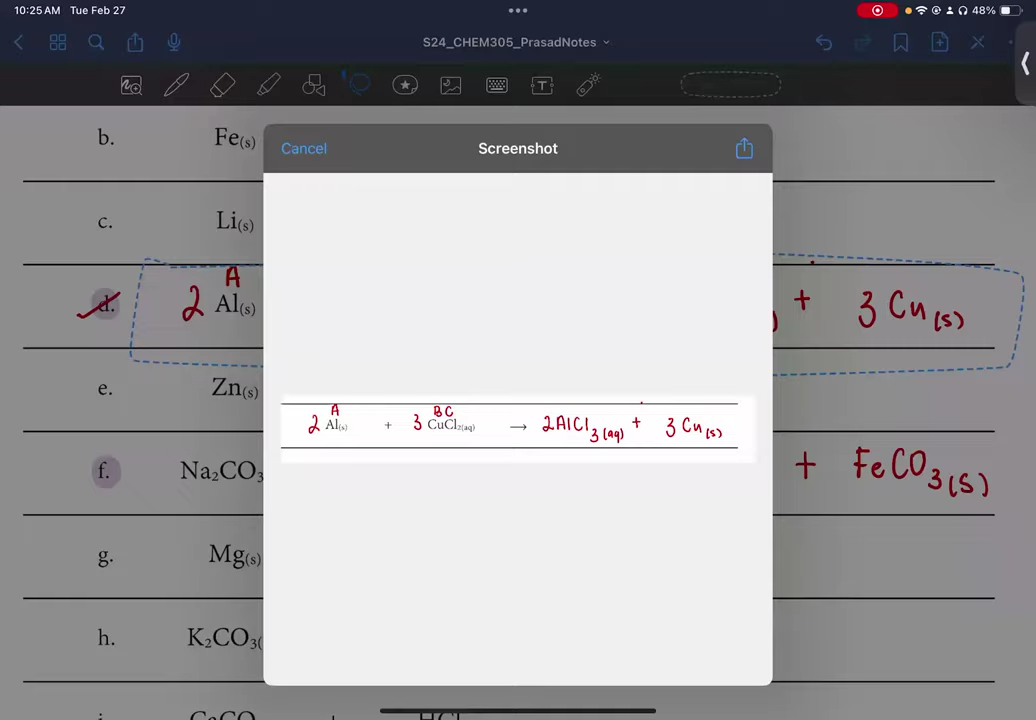 10:25 AM Tue Feb 27
48%
S24_CHEM305_PrasadNotes
b. Fe(s)
Cancel Screenshot
c. Li(s)
A
d. 2 Al(s) + 3 Cu(s)
e. Zn(s)
A BC
2 Al(s) + 3 CuCl2(aq) → 2AlCl3(aq) + 3 Cu(s)
f. Na2CO3 + FeCO3(s)
g. Mg(s)
h. K2CO3(